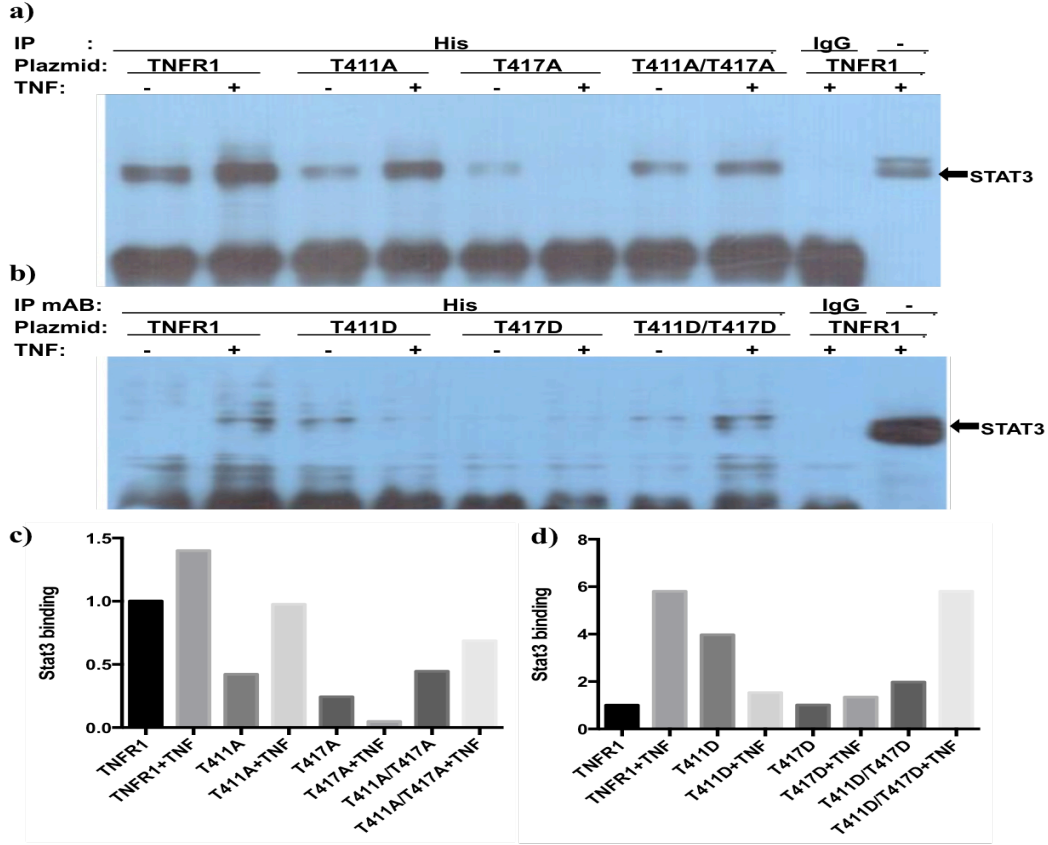 a)
IP : His IgG -
Plasmid: TNFR1 T411A T417A T411A/T417A TNFR1
TNF: - + - + - + - + + +
STAT3
b)
IP mAB: His IgG -
Plasmid: TNFR1 T411D T417D T411D/T417D TNFR1
TNF: - + - + - + - + + +
STAT3
c)
1.5
1.0
0.5
0.0
Stat3 binding
TNFR1
TNFR1+TNF
T411A
T411A+TNF
T417A
T417A+TNF
T411A/T417A
T411A/T417A+TNF
d)
8
6
4
2
0
Stat3 binding
TNFR1
TNFR1+TNF
T411D
T411D+TNF
T417D
T417D+TNF
T411D/T417D
T411D/T417D+TNF